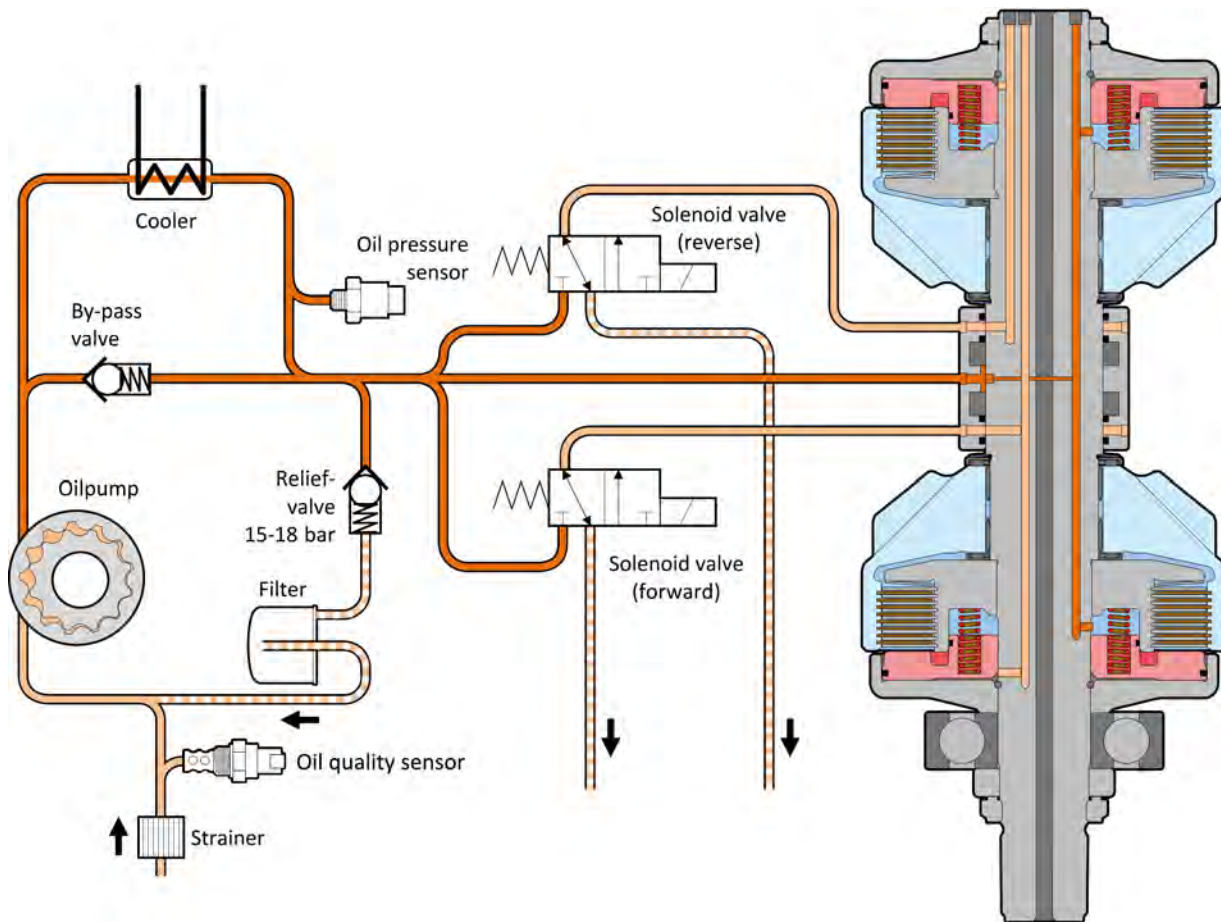 Cooler
Oil pressure
sensor
Solenoid valve
(reverse)
By-pass
valve
Oilpump
Relief-
valve
15-18 bar
Filter
Solenoid valve
(forward)
Oil quality sensor
Strainer